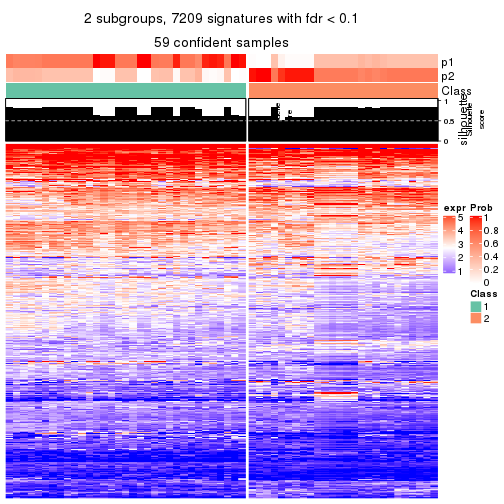 2 subgroups, 7209 signatures with fdr < 0.1
59 confident samples
p1
p2
Class
1
0.5
0
silhouette
score
expr
5
4
3
2
1
Prob
1
0.8
0.6
0.4
0.2
0
Class
1
2